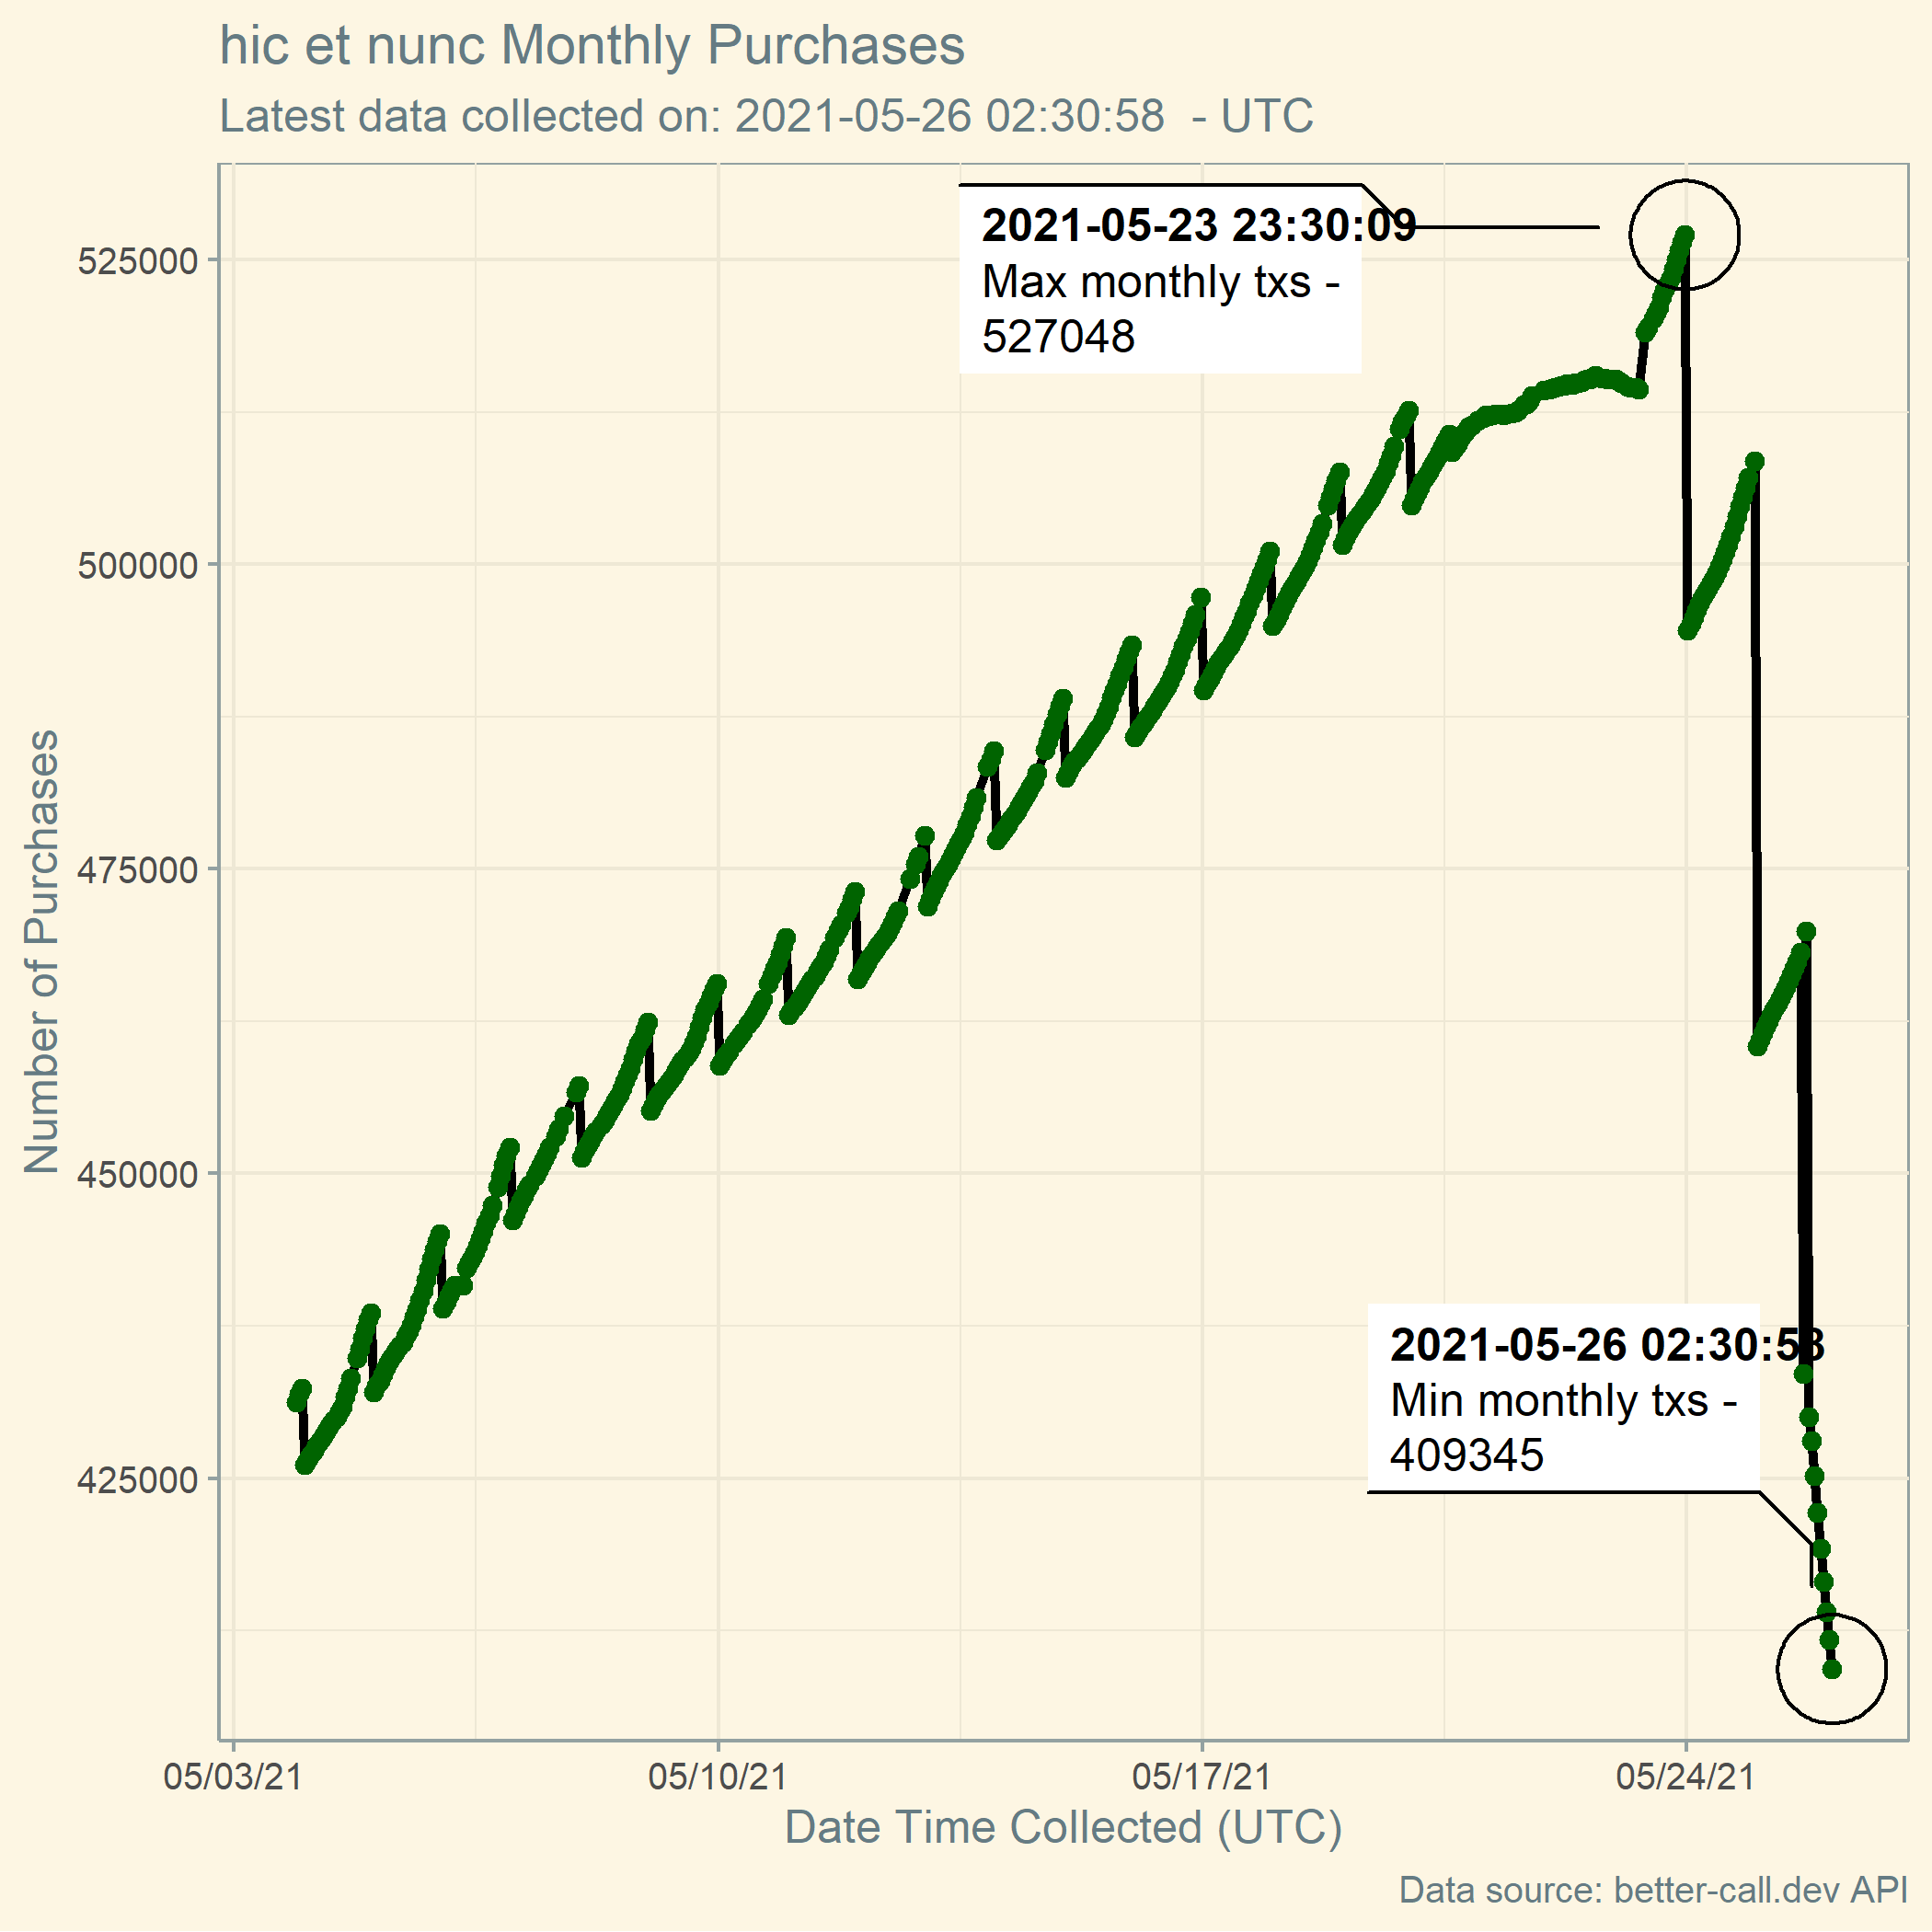 hic et nunc Monthly Purchases
Latest data collected on: 2021-05-26 02:30:58  - UTC
2021-05-23 23:30:09
Max monthly txs -
527048
525000
500000
475000
450000
425000
Number of Purchases
2021-05-26 02:30:58
Min monthly txs -
409345
05/03/21
05/10/21
05/17/21
05/24/21
Date Time Collected (UTC)
Data source: better-call.dev API